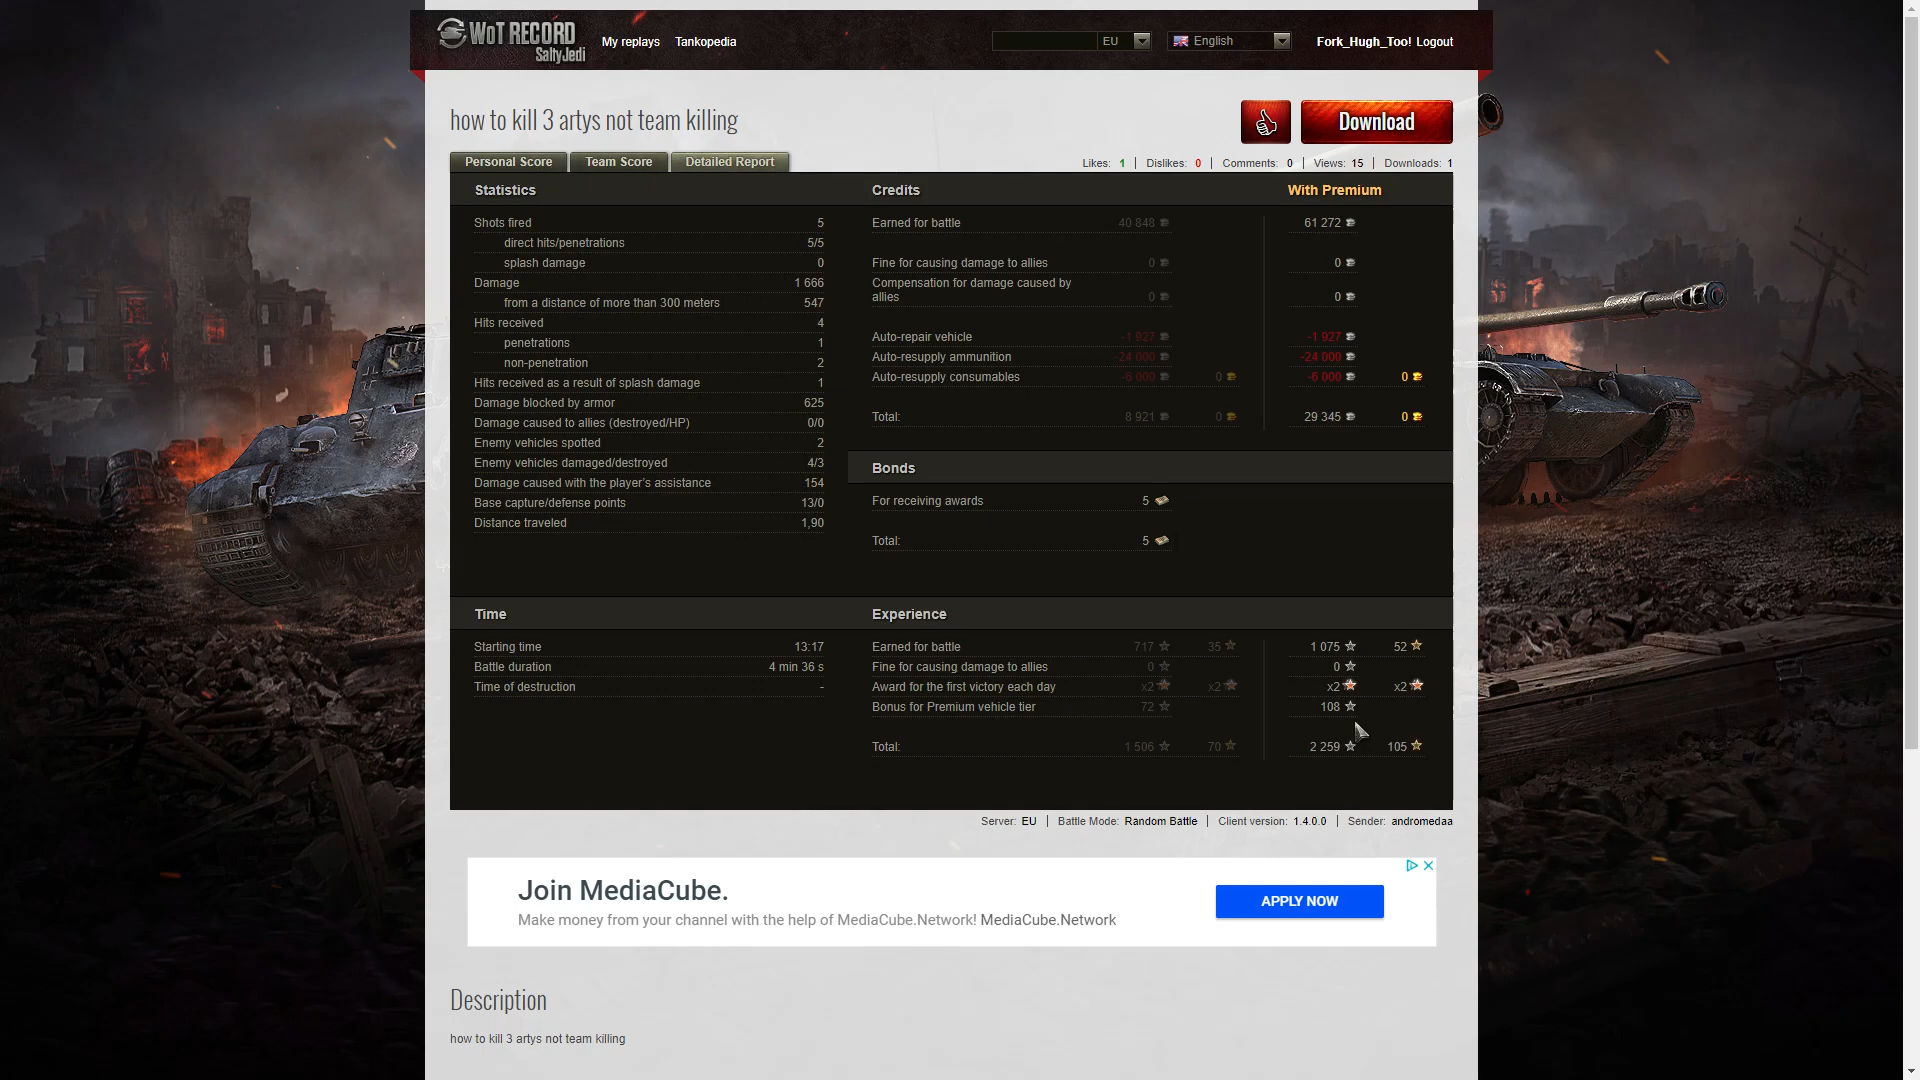 WoT RECORD
SaltyJedi
My replays
Tankopedia
EU
English
Fork_Hugh_Too! Logout
how to kill 3 artys not team killing
Download
Personal Score
Team Score
Detailed Report
Likes: 1 | Dislikes: 0 | Comments: 0 | Views: 15 | Downloads: 1
Statistics
Shots fired 5
direct hits/penetrations 5/5
splash damage 0
Damage 1 666
from a distance of more than 300 meters 547
Hits received 4
penetrations 1
non-penetration 2
Hits received as a result of splash damage 1
Damage blocked by armor 625
Damage caused to allies (destroyed/HP) 0/0
Enemy vehicles spotted 2
Enemy vehicles damaged/destroyed 4/3
Damage caused with the player's assistance 154
Base capture/defense points 13/0
Distance traveled 1,90
Credits With Premium
Earned for battle 40 848 61 272
Fine for causing damage to allies 0 0
Compensation for damage caused by
allies 0 0
Auto-repair vehicle -1 927 -1 927
Auto-resupply ammunition -24 000 -24 000
Auto-resupply consumables -6 000 0 -6 000 0
Total: 8 921 0 29 345 0
Bonds
For receiving awards 5
Total: 5
Time
Starting time 13:17
Battle duration 4 min 36 s
Time of destruction -
Experience
Earned for battle 717 35 1 075 52
Fine for causing damage to allies 0 0
Award for the first victory each day x2 x2 x2 x2
Bonus for Premium vehicle tier 72 108
Total: 1 506 70 2 259 105
Server: EU | Battle Mode: Random Battle | Client version: 1.4.0.0 | Sender: andromedaa
Join MediaCube.
Make money from your channel with the help of MediaCube.Network! MediaCube.Network
APPLY NOW
Description
how to kill 3 artys not team killing